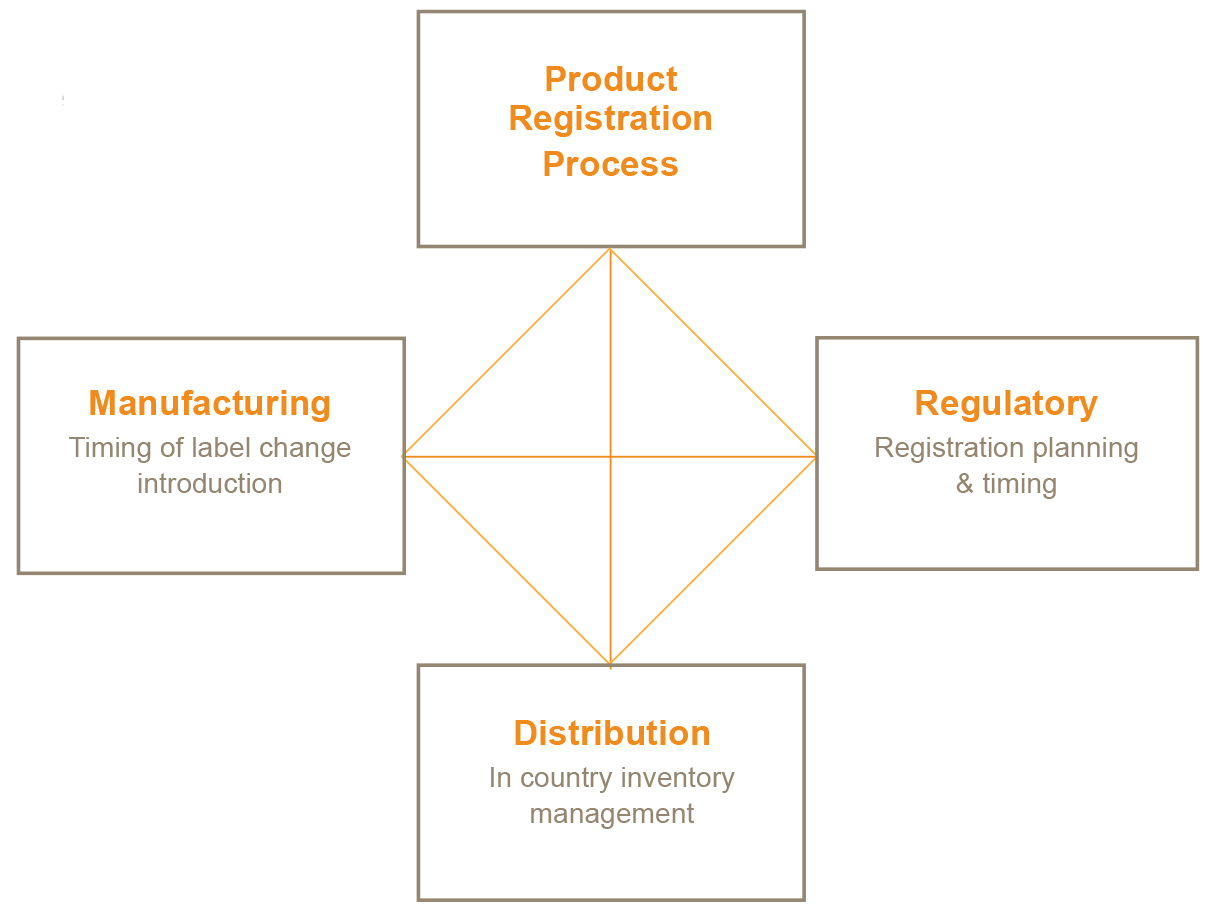 Product
Registration
Process
Manufacturing
Timing of label change
introduction
Regulatory
Registration planning
& timing
Distribution
In country inventory
management